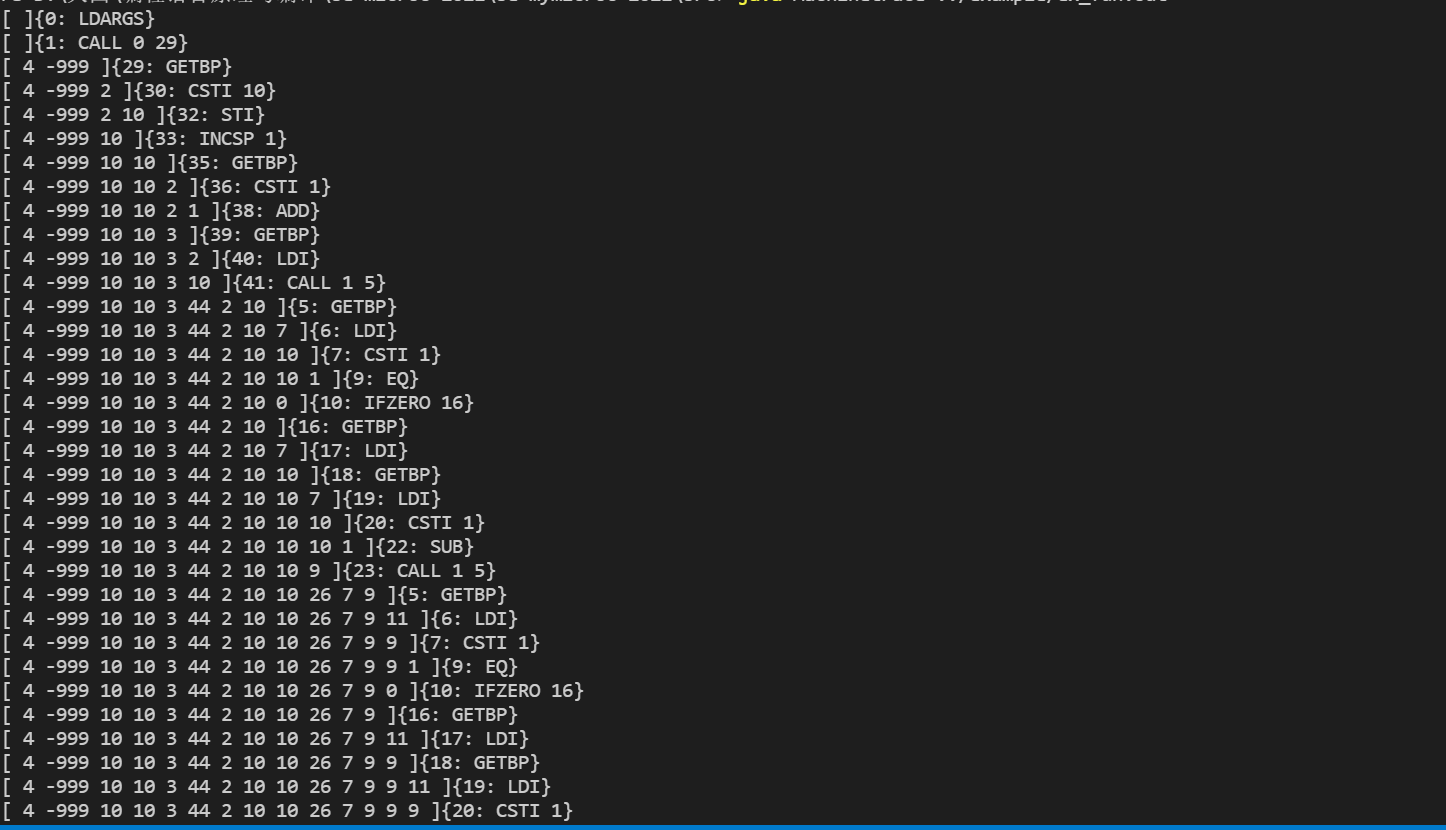 [ ]{0: LDARGS}
[ ]{1: CALL 0 29}
[ 4 -999 ]{29: GETBP}
[ 4 -999 2 ]{30: CSTI 10}
[ 4 -999 2 10 ]{32: STI}
[ 4 -999 10 ]{33: INCSP 1}
[ 4 -999 10 10 ]{35: GETBP}
[ 4 -999 10 10 2 ]{36: CSTI 1}
[ 4 -999 10 10 2 1 ]{38: ADD}
[ 4 -999 10 10 3 ]{39: GETBP}
[ 4 -999 10 10 3 2 ]{40: LDI}
[ 4 -999 10 10 3 10 ]{41: CALL 1 5}
[ 4 -999 10 10 3 44 2 10 ]{5: GETBP}
[ 4 -999 10 10 3 44 2 10 7 ]{6: LDI}
[ 4 -999 10 10 3 44 2 10 10 ]{7: CSTI 1}
[ 4 -999 10 10 3 44 2 10 10 1 ]{9: EQ}
[ 4 -999 10 10 3 44 2 10 0 ]{10: IFZERO 16}
[ 4 -999 10 10 3 44 2 10 ]{16: GETBP}
[ 4 -999 10 10 3 44 2 10 7 ]{17: LDI}
[ 4 -999 10 10 3 44 2 10 10 ]{18: GETBP}
[ 4 -999 10 10 3 44 2 10 10 7 ]{19: LDI}
[ 4 -999 10 10 3 44 2 10 10 10 ]{20: CSTI 1}
[ 4 -999 10 10 3 44 2 10 10 10 1 ]{22: SUB}
[ 4 -999 10 10 3 44 2 10 10 9 ]{23: CALL 1 5}
[ 4 -999 10 10 3 44 2 10 10 26 7 9 ]{5: GETBP}
[ 4 -999 10 10 3 44 2 10 10 26 7 9 11 ]{6: LDI}
[ 4 -999 10 10 3 44 2 10 10 26 7 9 9 ]{7: CSTI 1}
[ 4 -999 10 10 3 44 2 10 10 26 7 9 9 1 ]{9: EQ}
[ 4 -999 10 10 3 44 2 10 10 26 7 9 0 ]{10: IFZERO 16}
[ 4 -999 10 10 3 44 2 10 10 26 7 9 ]{16: GETBP}
[ 4 -999 10 10 3 44 2 10 10 26 7 9 11 ]{17: LDI}
[ 4 -999 10 10 3 44 2 10 10 26 7 9 9 ]{18: GETBP}
[ 4 -999 10 10 3 44 2 10 10 26 7 9 9 11 ]{19: LDI}
[ 4 -999 10 10 3 44 2 10 10 26 7 9 9 9 ]{20: CSTI 1}